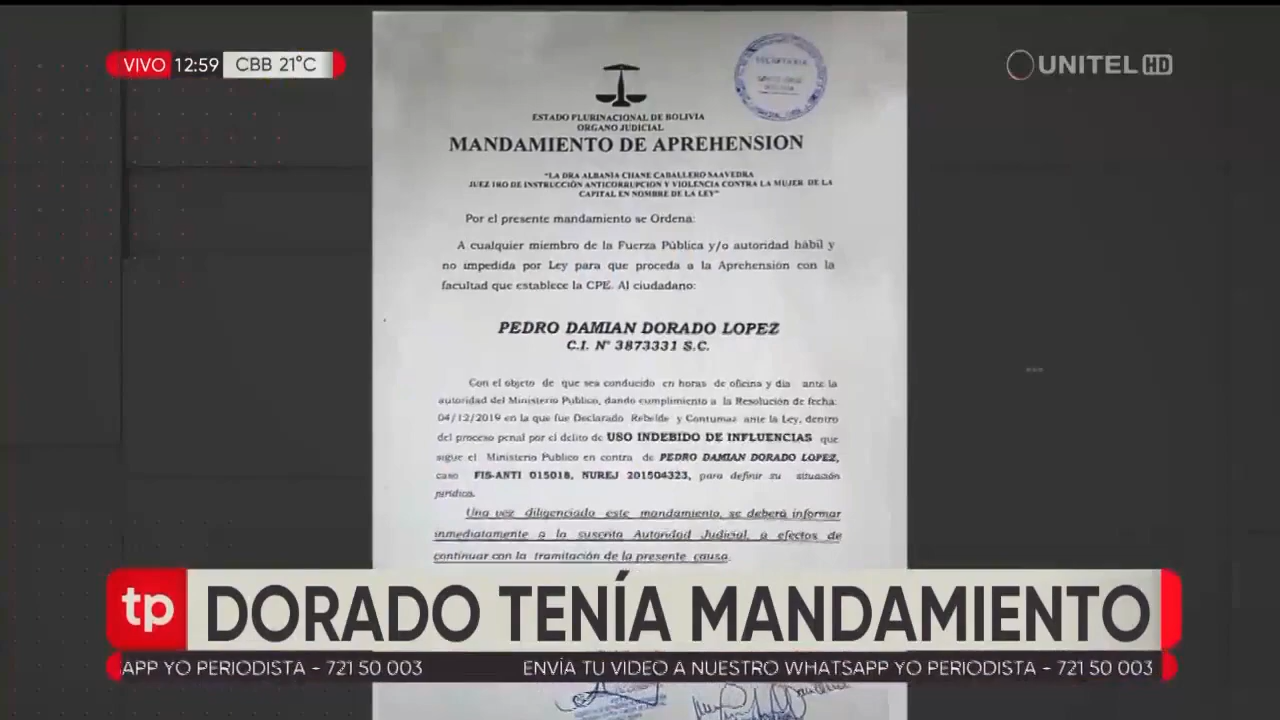 VIVO 12:59 CBB 21°C
UNITEL HD
ESTADO PLURINACIONAL DE BOLIVIA
ORGANO JUDICIAL
MANDAMIENTO DE APREHENSION
"LA DRA ALBANIA CHANE CABALLERO SAAVEDRA
JUEZ 1RO DE INSTRUCCIÓN ANTICORRUPCION Y VIOLENCIA CONTRA LA MUJER DE LA
CAPITAL EN NOMBRE DE LA LEY"
Por el presente mandamiento se Ordena:
A cualquier miembro de la Fuerza Pública y/o autoridad hábil y
no impedida por Ley para que proceda a la Aprehensión con la
facultad que establece la CPE. Al ciudadano:
PEDRO DAMIAN DORADO LOPEZ
C.I. N° 3873331 S.C.
Con el objeto de que sea conducido en horas de oficina y dia ante la
autoridad del Ministerio Publico, dando cumplimiento a la Resolución de fecha:
04/12/2019 en la que fue Declarado Rebelde y Contumaz ante la Ley, dentro
del proceso penal por el delito de USO INDEBIDO DE INFLUENCIAS que
sigue el Ministerio Publico en contra de PEDRO DAMIAN DORADO LOPEZ,
caso FIS-ANTI 015018, NUREJ 201504323, para definir su situación
jurídica.
Una vez diligenciado este mandamiento, se deberá informar
inmediatamente a la suscrita Autoridad Judicial, a efectos de
continuar con la tramitación de la presente causa.
tp DORADO TENÍA MANDAMIENTO
APP YO PERIODISTA - 721 50 003 ENVÍA TU VIDEO A NUESTRO WHATSAPP YO PERIODISTA - 721 50 003